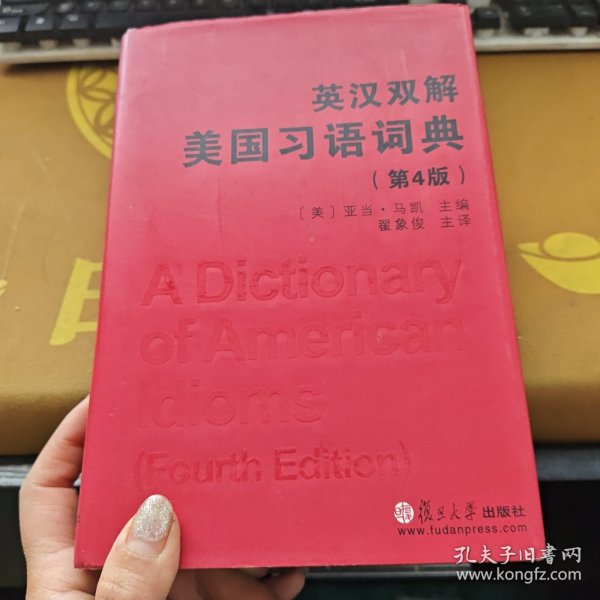 英汉双解
美国习语词典
（第4版）
〔美〕亚当·马凯 主编
翟象俊 主译
A Dictionary
of American
Idioms
(Fourth Edition)
復旦大學出版社
www.fudanpress.com
孔夫子旧书网
www.kongfz.com